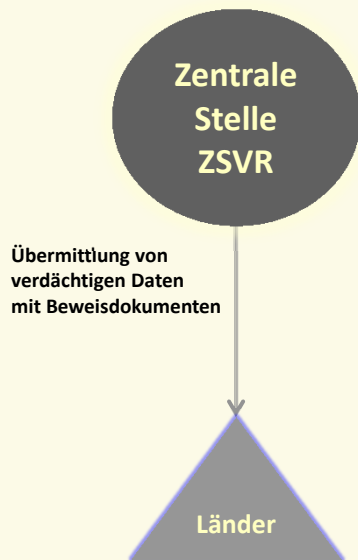 Zentrale
Stelle
ZSVR
Übermittlung von
verdächtigen Daten
mit Beweisdokumenten
Länder